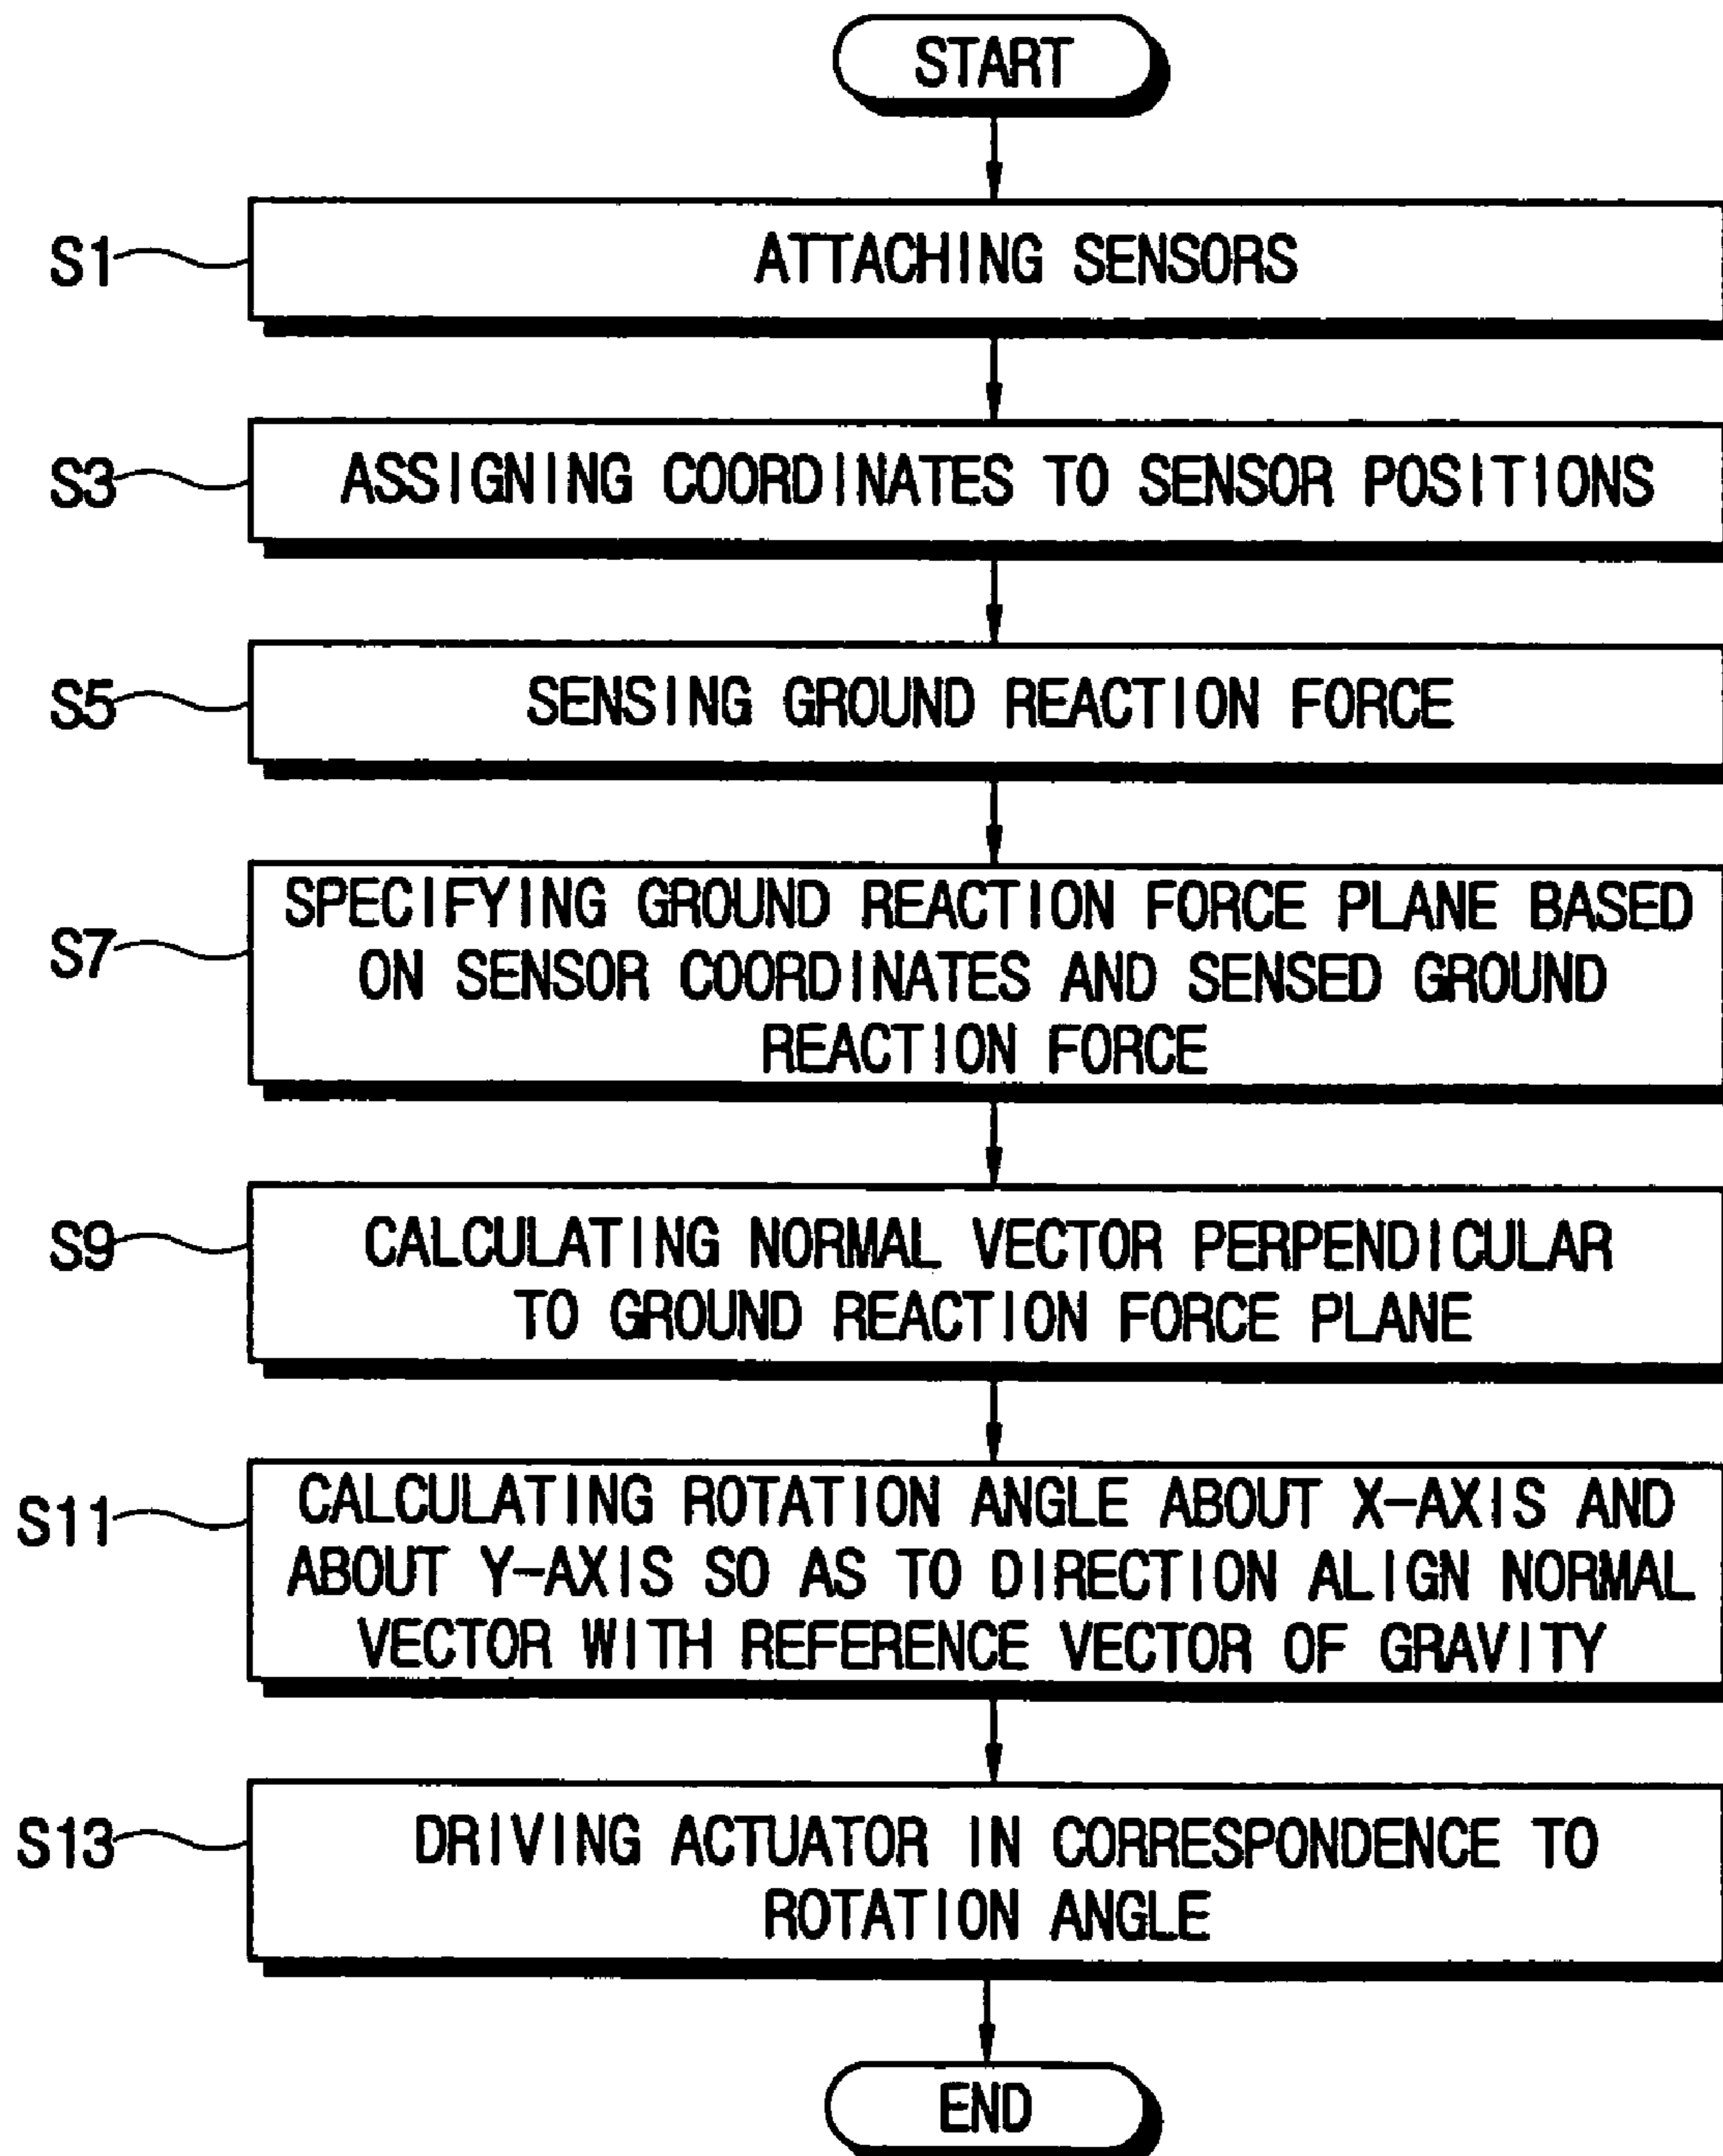 START
S1
ATTACHING SENSORS
S3
ASSIGNING COORDINATES TO SENSOR POSITIONS
S5
SENSING GROUND REACTION FORCE
S7
SPECIFYING GROUND REACTION FORCE PLANE BASED
ON SENSOR COORDINATES AND SENSED GROUND
REACTION FORCE
S9
CALCULATING NORMAL VECTOR PERPENDICULAR
TO GROUND REACTION FORCE PLANE
S11
CALCULATING ROTATION ANGLE ABOUT X-AXIS AND
ABOUT Y-AXIS SO AS TO DIRECTION ALIGN NORMAL
VECTOR WITH REFERENCE VECTOR OF GRAVITY
S13
DRIVING ACTUATOR IN CORRESPONDENCE TO
ROTATION ANGLE
END